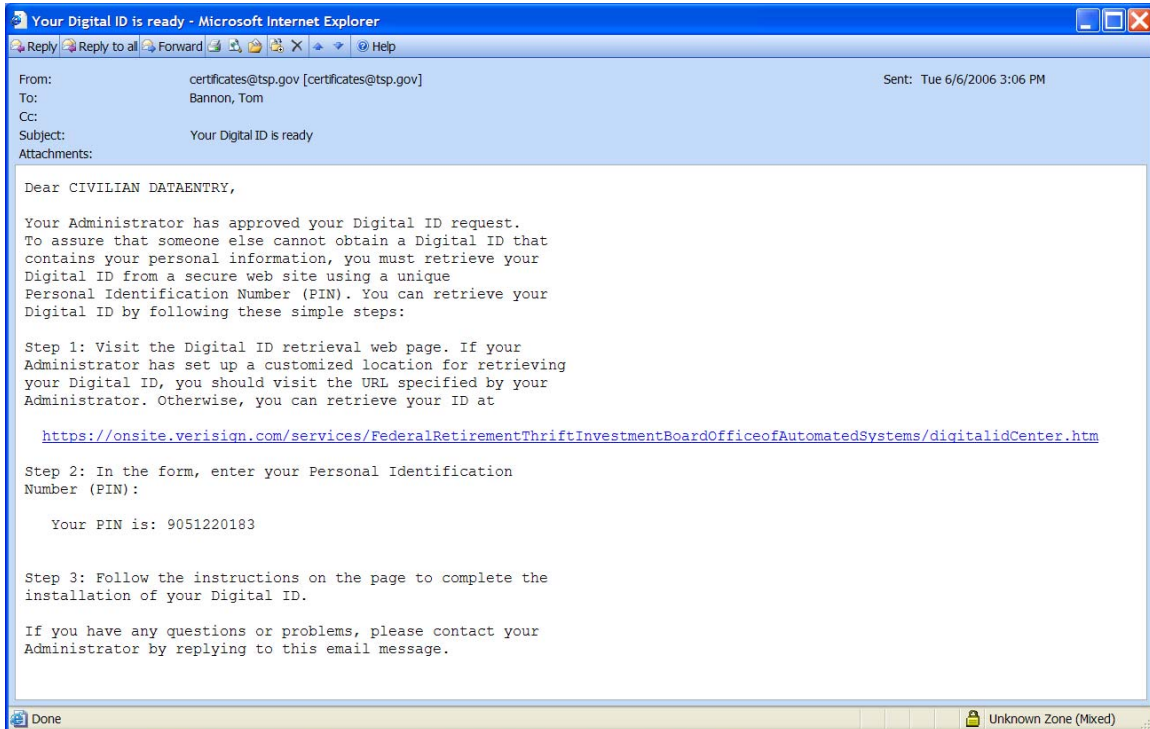 Your Digital ID is ready - Microsoft Internet Explorer
Reply Reply to all Forward Help
From: certificates@tsp.gov [certificates@tsp.gov] Sent: Tue 6/6/2006 3:06 PM
To: Bannon, Tom
Cc:
Subject: Your Digital ID is ready
Attachments:
Dear CIVILIAN DATAENTRY,
Your Administrator has approved your Digital ID request.
To assure that someone else cannot obtain a Digital ID that
contains your personal information, you must retrieve your
Digital ID from a secure web site using a unique
Personal Identification Number (PIN). You can retrieve your
Digital ID by following these simple steps:
Step 1: Visit the Digital ID retrieval web page. If your
Administrator has set up a customized location for retrieving
your Digital ID, you should visit the URL specified by your
Administrator. Otherwise, you can retrieve your ID at
https://onsite.verisign.com/services/FederalRetirementThriftInvestmentBoardOfficeofAutomatedSystems/digitalidCenter.htm
Step 2: In the form, enter your Personal Identification
Number (PIN):
Your PIN is: 9051220183
Step 3: Follow the instructions on the page to complete the
installation of your Digital ID.
If you have any questions or problems, please contact your
Administrator by replying to this email message.
Done Unknown Zone (Mixed)